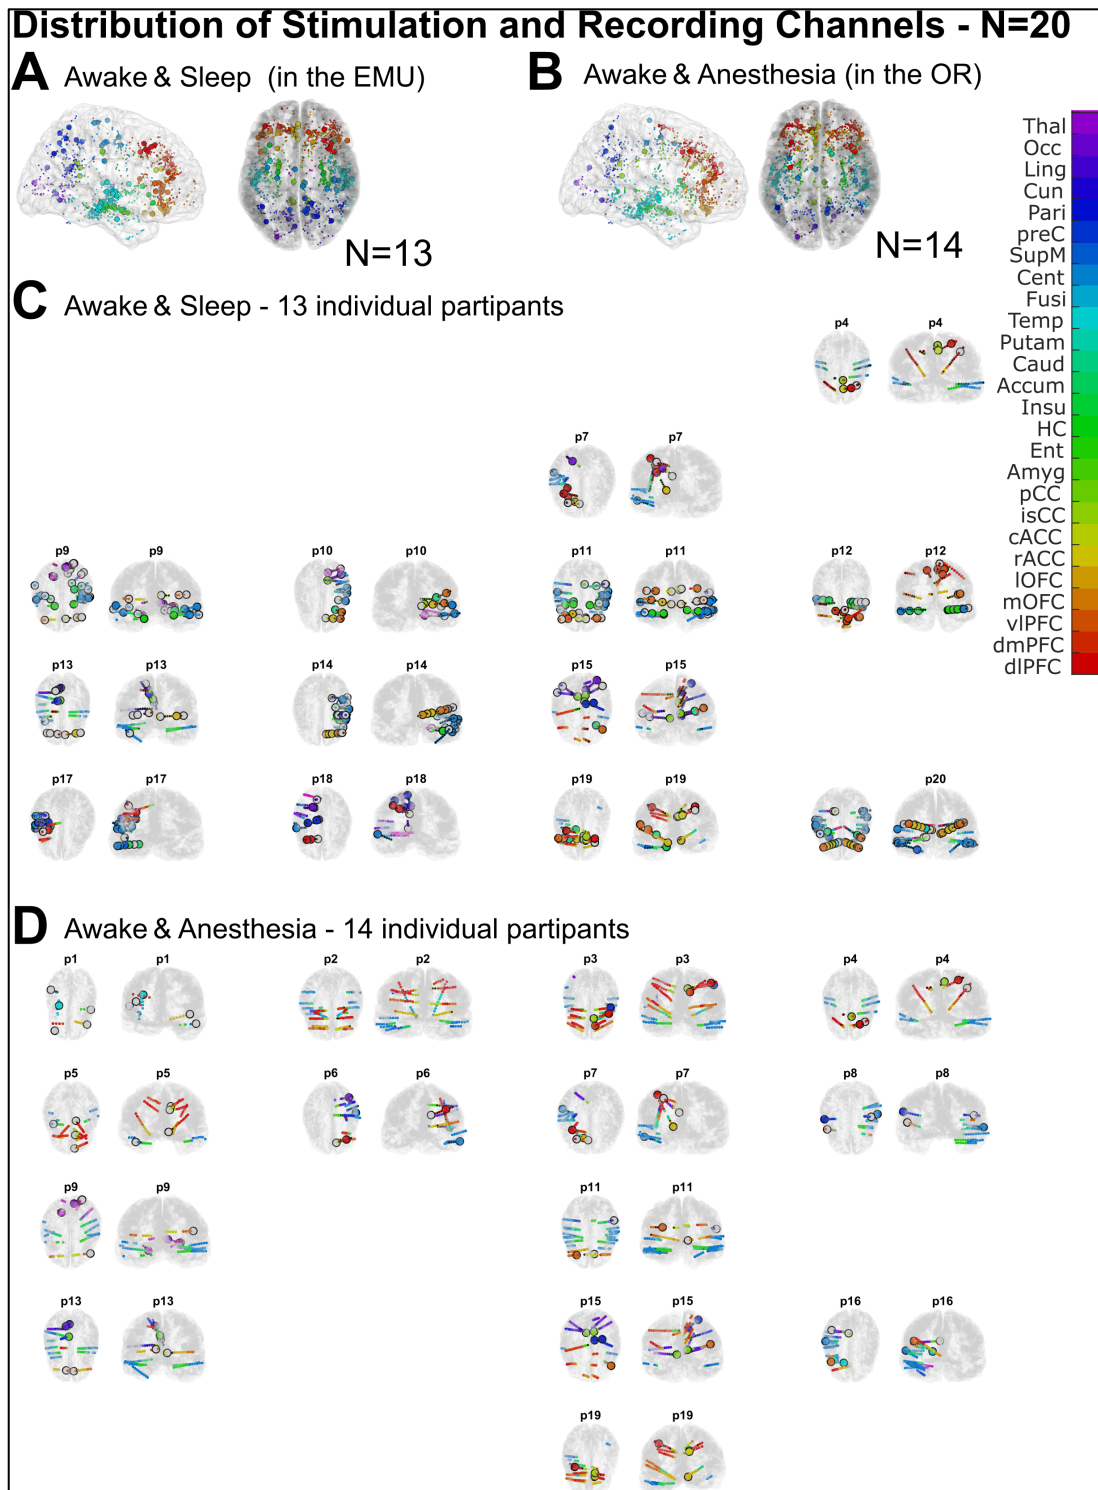 Distribution of Stimulation and Recording Channels - N=20
A Awake & Sleep (in the EMU)
B Awake & Anesthesia (in the OR)
N=13
N=14
Thal
Occ
Ling
Cun
Pari
preC
SupM
Cent
Fusi
Temp
Putam
Caud
Accum
Insu
HC
Ent
Amyg
pCC
isCC
cACC
rACC
lOFC
mOFC
vlPFC
dmPFC
dlPFC
C Awake & Sleep - 13 individual partipants
p4 p4
p7 p7
p9 p9 p10 p10 p11 p11 p12 p12
p13 p13 p14 p14 p15 p15
p17 p17 p18 p18 p19 p19 p20
D Awake & Anesthesia - 14 individual partipants
p1 p1 p2 p2 p3 p3 p4 p4
p5 p5 p6 p6 p7 p7 p8 p8
p9 p9 p11 p11
p13 p13 p15 p15 p16 p16
p19 p19